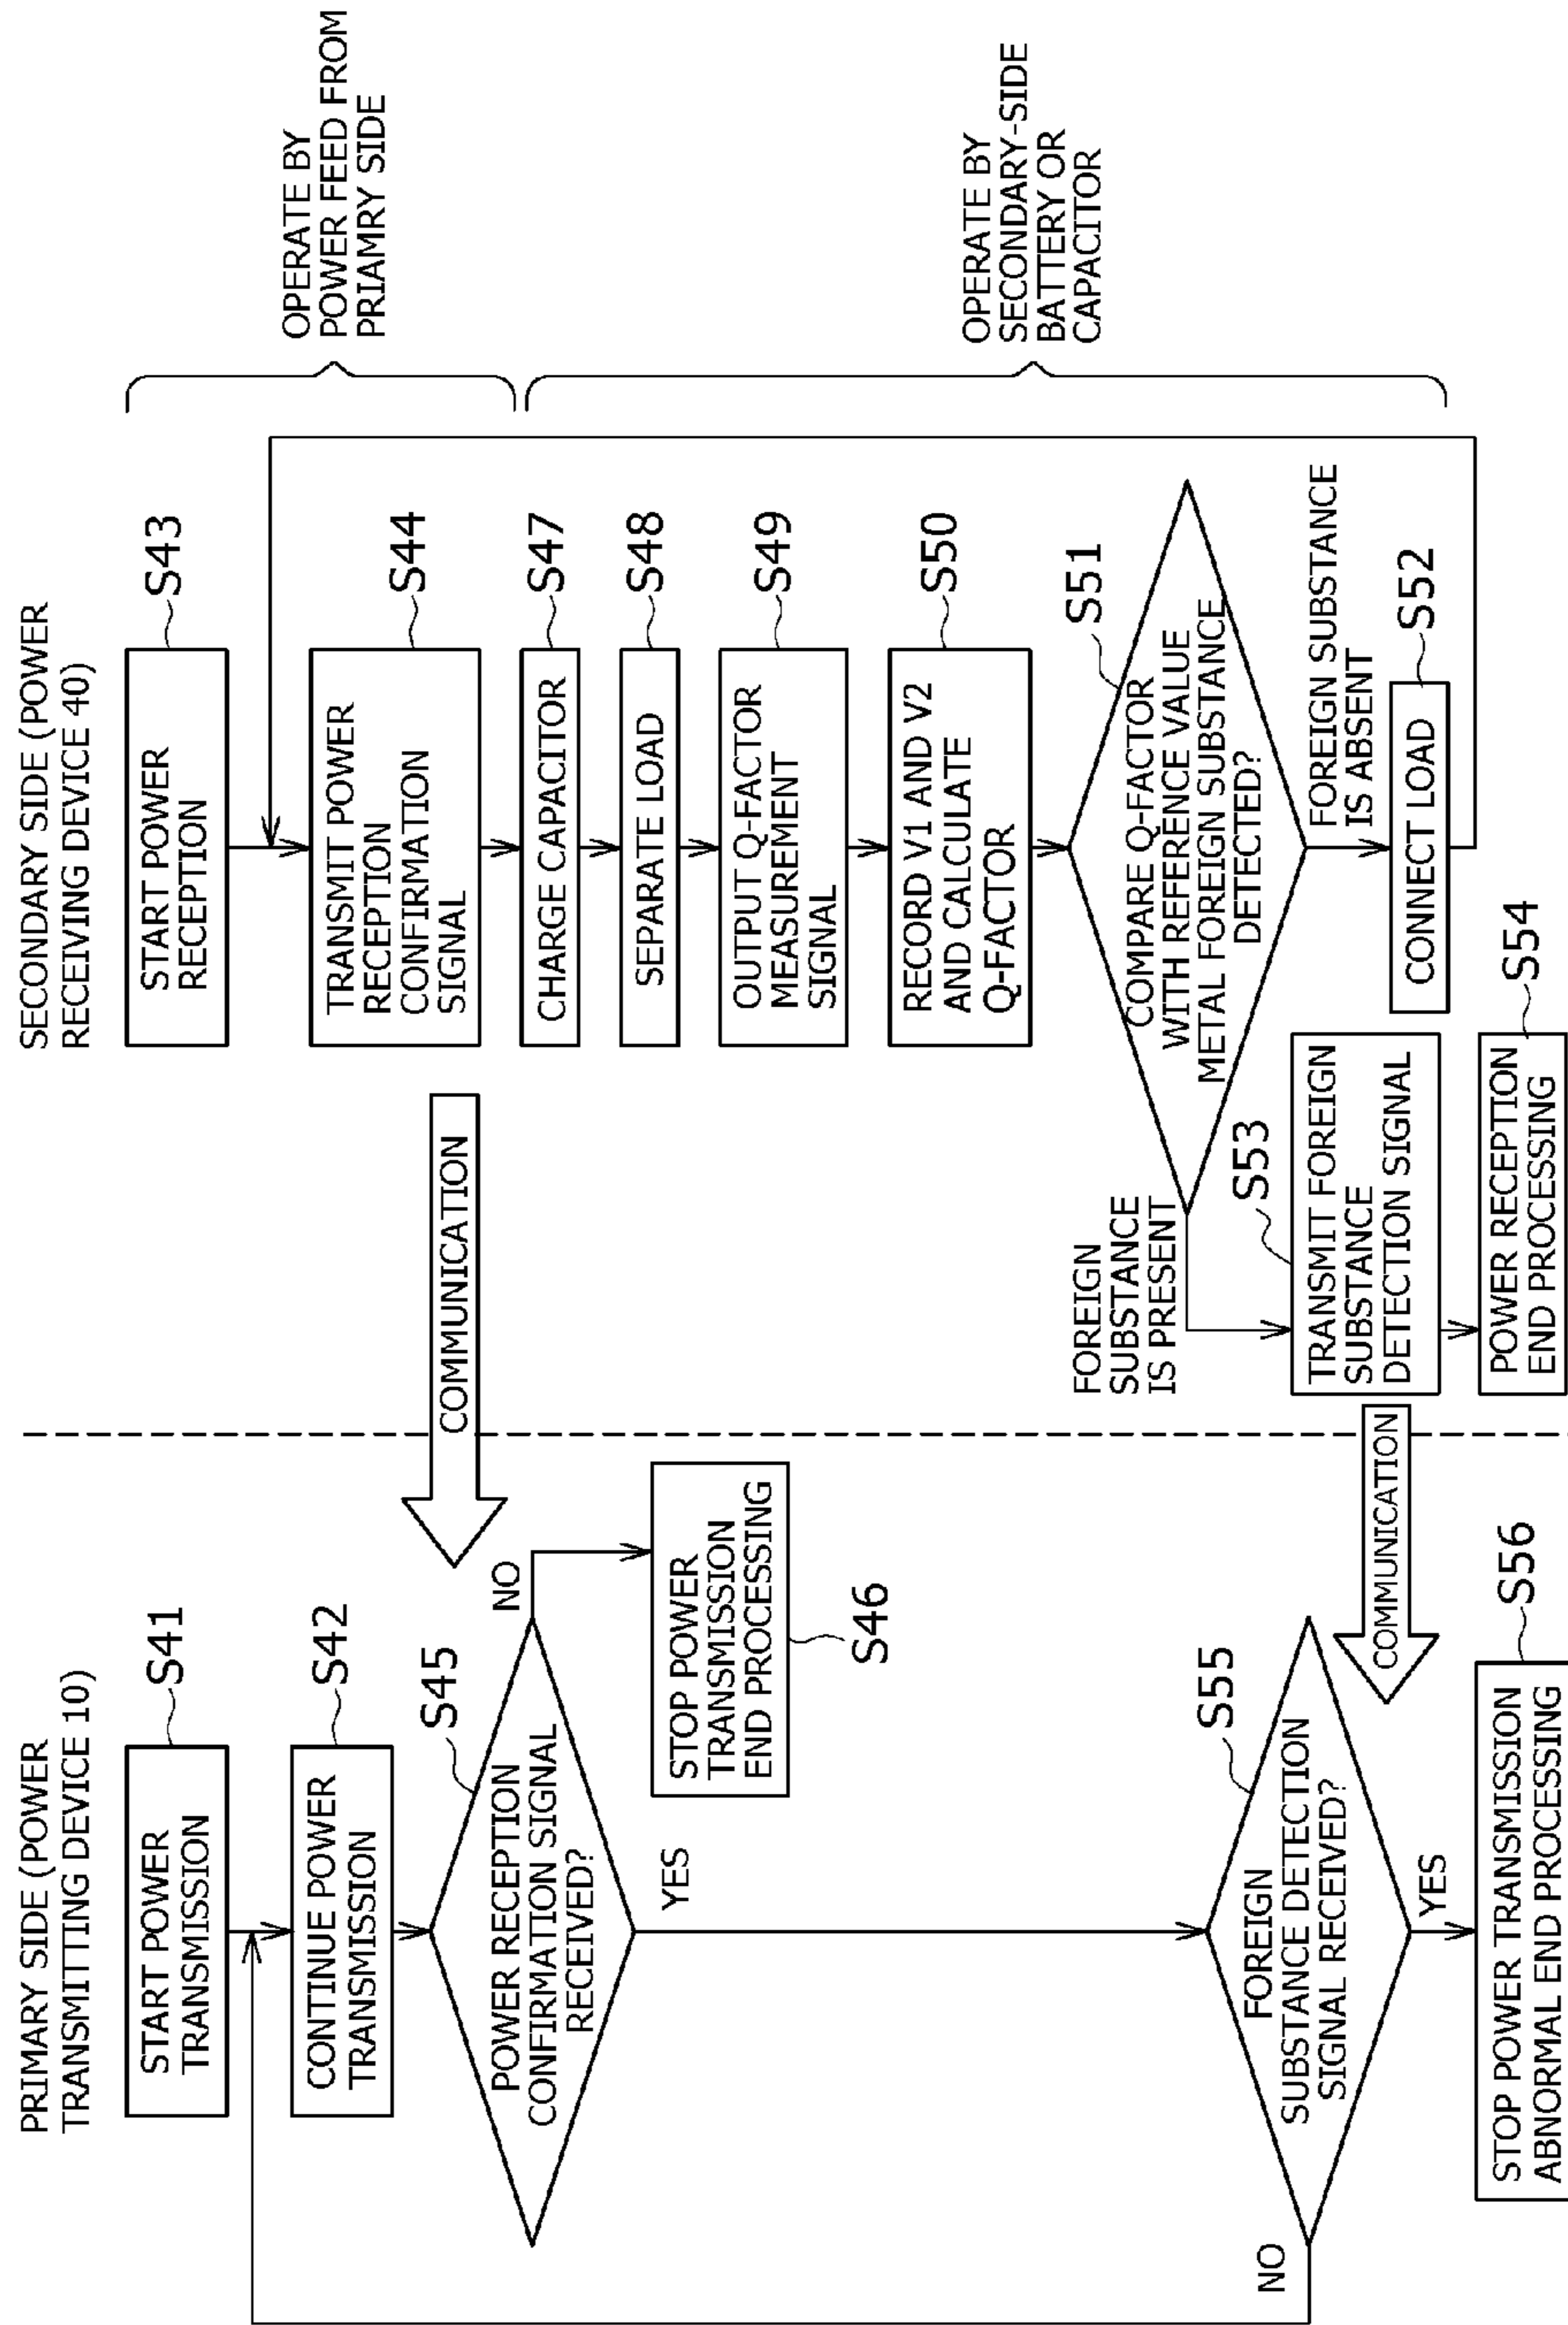 PRIMARY SIDE (POWER
TRANSMITTING DEVICE 10)
START POWER
TRANSMISSION
S41
CONTINUE POWER
TRANSMISSION
S42
S45
POWER RECEPTION
CONFIRMATION SIGNAL
RECEIVED?
NO
YES
STOP POWER
TRANSMISSION
END PROCESSING
S46
S55
FOREIGN
SUBSTANCE DETECTION
SIGNAL RECEIVED?
NO
YES
STOP POWER TRANSMISSION
ABNORMAL END PROCESSING
S56
COMMUNICATION
COMMUNICATION
SECONDARY SIDE (POWER
RECEIVING DEVICE 40)
START POWER
RECEPTION
S43
TRANSMIT POWER
RECEPTION
CONFIRMATION
SIGNAL
S44
CHARGE CAPACITOR
S47
SEPARATE LOAD
S48
OUTPUT Q-FACTOR
MEASUREMENT
SIGNAL
S49
RECORD V1 AND V2
AND CALCULATE
Q-FACTOR
S50
S51
COMPARE Q-FACTOR
WITH REFERENCE VALUE
METAL FOREIGN SUBSTANCE
DETECTED?
FOREIGN
SUBSTANCE
IS PRESENT
FOREIGN SUBSTANCE
IS ABSENT
S53
TRANSMIT FOREIGN
SUBSTANCE
DETECTION SIGNAL
CONNECT LOAD
S52
POWER RECEPTION
END PROCESSING
S54
OPERATE BY
POWER FEED FROM
PRIAMRY SIDE
OPERATE BY
SECONDARY-SIDE
BATTERY OR
CAPACITOR